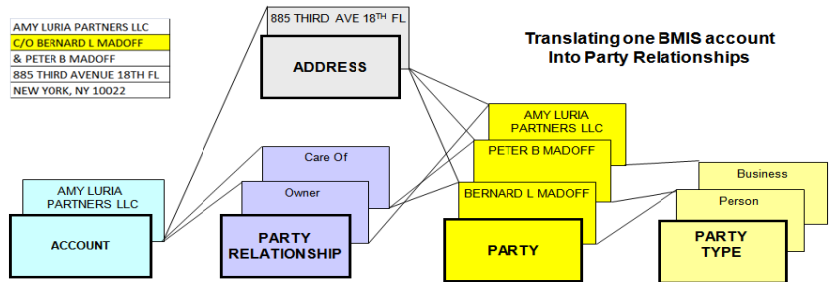 AMY LURIA PARTNERS LLC
C/O BERNARD L MADOFF
& PETER B MADOFF
885 THIRD AVENUE 18TH FL
NEW YORK, NY 10022
885 THIRD AVE 18TH FL
ADDRESS
Translating one BMIS account
Into Party Relationships
AMY LURIA
PARTNERS LLC
ACCOUNT
Care Of
Owner
PARTY
RELATIONSHIP
AMY LURIA
PARTNERS LLC
PETER B MADOFF
BERNARD L MADOFF
PARTY
Business
Person
PARTY
TYPE